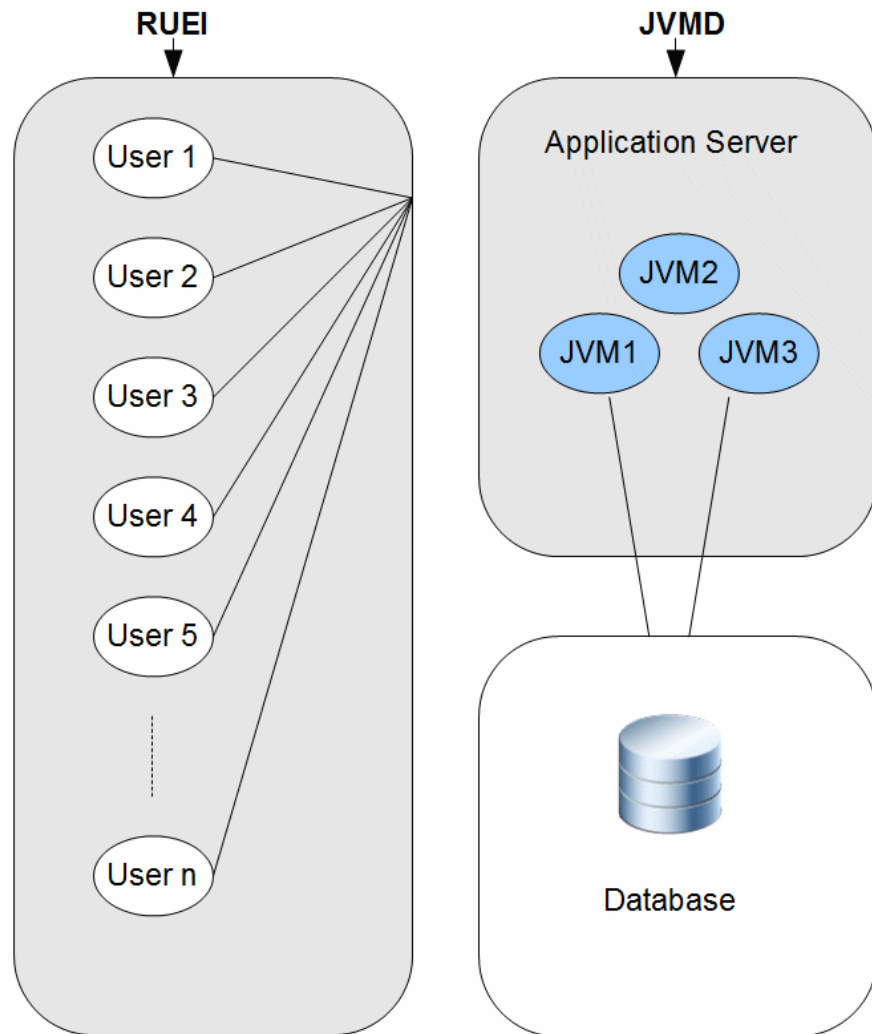 RUEI
User 1
User 2
User 3
User 4
User 5
User n
JVMD
Application Server
JVM2
JVM1
JVM3
Database